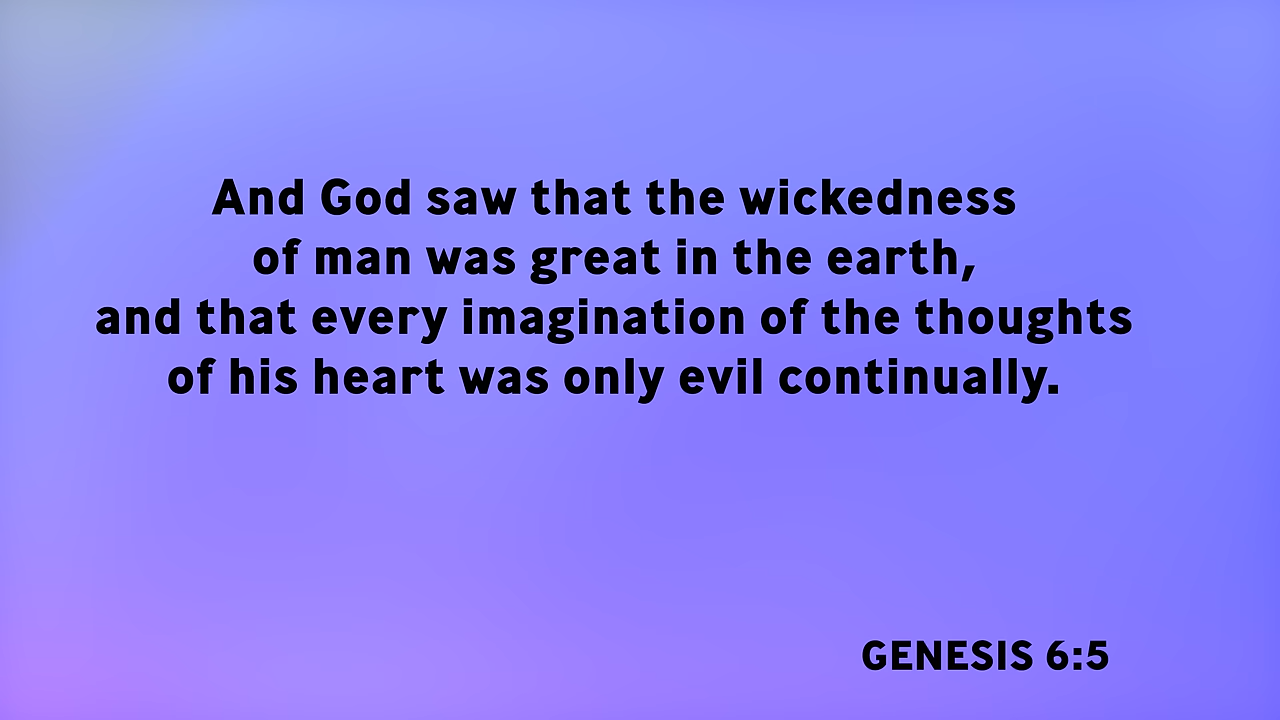 And God saw that the wickedness
of man was great in the earth,
and that every imagination of the thoughts
of his heart was only evil continually.
GENESIS 6:5